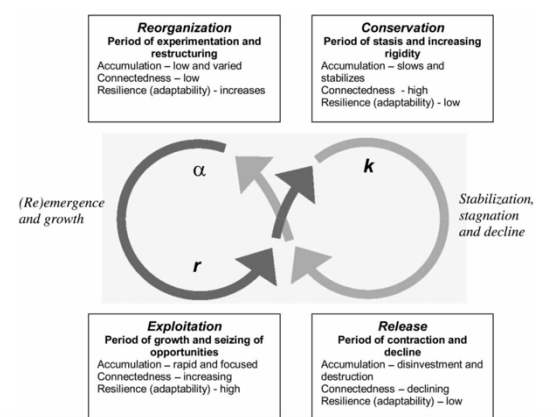 Reorganization
Period of experimentation and
restructuring
Accumulation – low and varied
Connectedness – low
Resilience (adaptability) - increases
Conservation
Period of stasis and increasing
rigidity
Accumulation – slows and
stabilizes
Connectedness - high
Resilience (adaptability) - low
α
k
(Re)emergence
and growth
Stabilization,
stagnation
and decline
r
Exploitation
Period of growth and seizing of
opportunities
Accumulation – rapid and focused
Connectedness – increasing
Resilience (adaptability) - high
Release
Period of contraction and
decline
Accumulation – disinvestment and
destruction
Connectedness – declining
Resilience (adaptability) – low